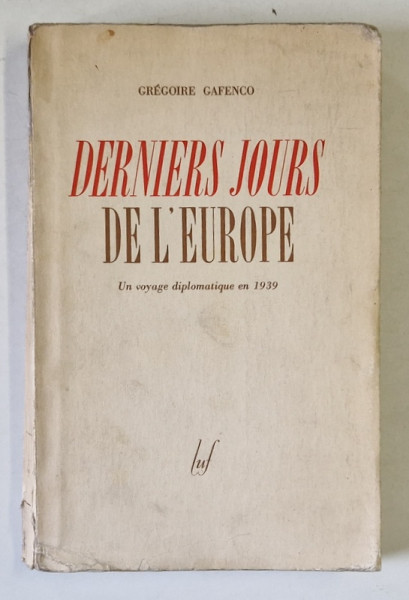 GRÉGOIRE GAFENCO
DERNIERS JOURS
DE L'EUROPE
Un voyage diplomatique en 1939
luf